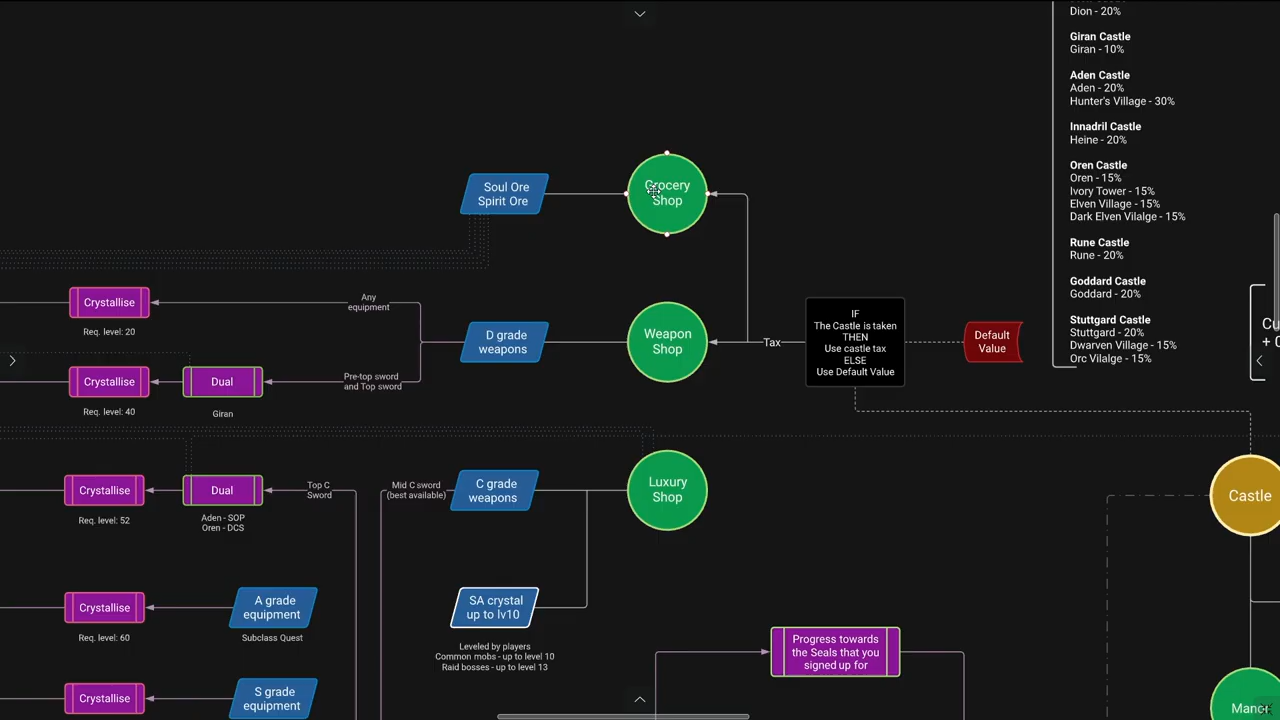 Dion - 20%
Giran Castle
Giran - 10%
Aden Castle
Aden - 20%
Hunter's Village - 30%
Innadril Castle
Heine - 20%
Oren Castle
Oren - 15%
Ivory Tower - 15%
Elven Village - 15%
Dark Elven Vilalge - 15%
Rune Castle
Rune - 20%
Goddard Castle
Goddard - 20%
Stuttgard Castle
Stuttgard - 20%
Dwarven Village - 15%
Orc Vilalge - 15%
Soul Ore
Spirit Ore
Grocery
Shop
Crystallise
Req. level: 20
Any
equipment
D grade
weapons
Weapon
Shop
Tax
IF
The Castle is taken
THEN
Use castle tax
ELSE
Use Default Value
Default
Value
Crystallise
Req. level: 40
Dual
Giran
Pre-top sword
and Top sword
Crystallise
Req. level: 52
Dual
Aden - SOP
Oren - DCS
Top C
Sword
Mid C sword
(best available)
C grade
weapons
Luxury
Shop
Castle
Crystallise
Req. level: 60
A grade
equipment
Subclass Quest
SA crystal
up to lv10
Leveled by players
Common mobs - up to level 10
Raid bosses - up to level 13
Progress towards
the Seals that you
signed up for
Crystallise
S grade
equipment